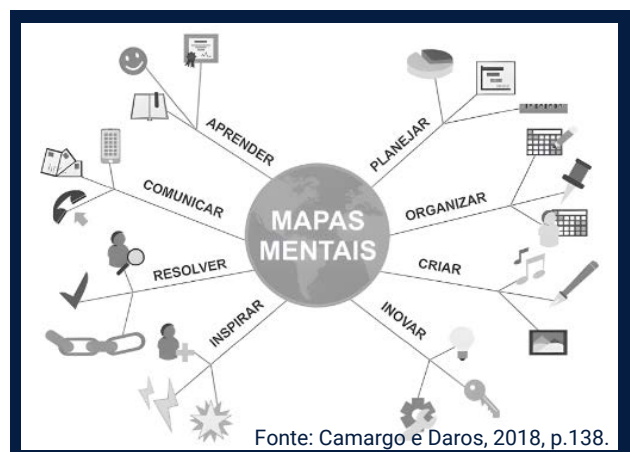 APRENDER
PLANEJAR
COMUNICAR
ORGANIZAR
MAPAS
MENTAIS
RESOLVER
CRIAR
INSPIRAR
INOVAR
Fonte: Camargo e Daros, 2018, p.138.